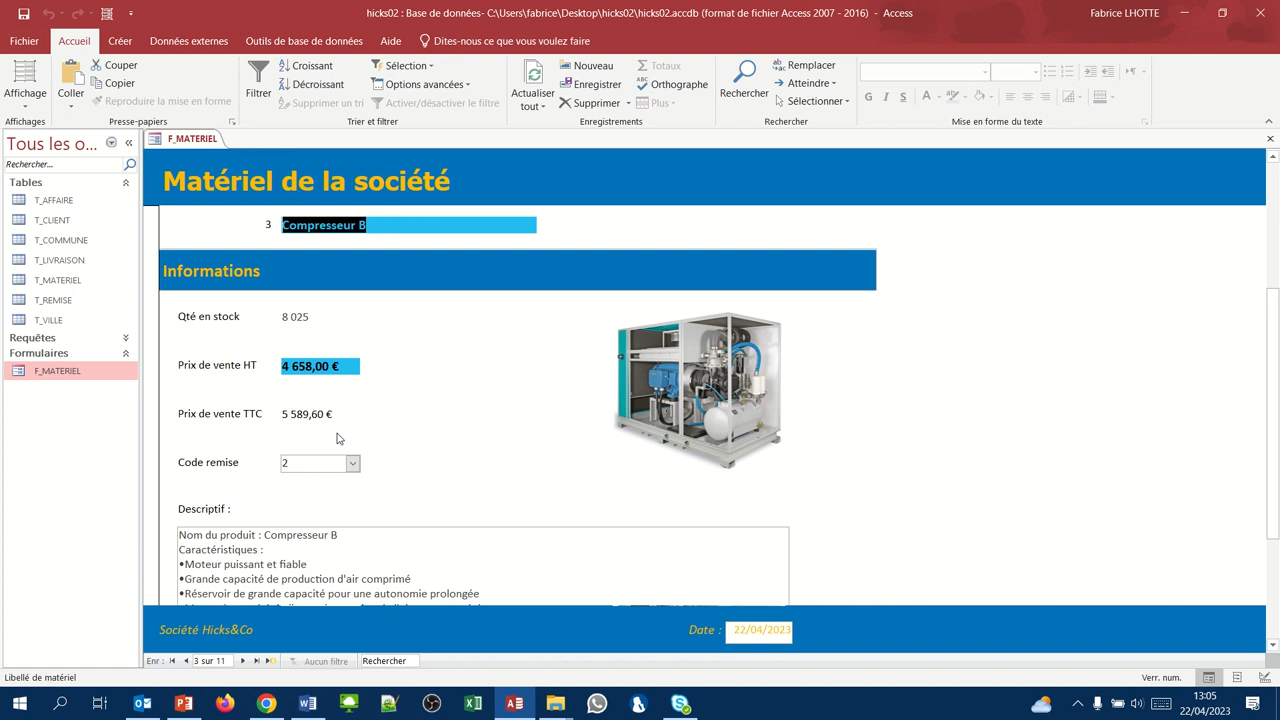 hicks02 : Base de données- C:\Users\fabrice\Desktop\hicks02\hicks02.accdb (format de fichier Access 2007 - 2016) - Access
Fabrice LHOTTE
Fichier Accueil Créer Données externes Outils de base de données Aide Dites-nous ce que vous voulez faire
Affichage
Coller
Couper
Copier
Reproduire la mise en forme
Filtrer
Croissant
Décroissant
Supprimer un tri
Sélection
Options avancées
Activer/désactiver le filtre
Actualiser
tout
Nouveau
Enregistrer
Supprimer
Totaux
Orthographe
Plus
Rechercher
Remplacer
Atteindre
Sélectionner
G I S A
Affichages Presse-papiers Trier et filtrer Enregistrements Rechercher Mise en forme du texte
Tous les o...
Rechercher...
Tables
T_AFFAIRE
T_CLIENT
T_COMMUNE
T_LIVRAISON
T_MATERIEL
T_REMISE
T_VILLE
Requêtes
Formulaires
F_MATERIEL
F_MATERIEL
Matériel de la société
3 Compresseur B
Informations
Qté en stock 8 025
Prix de vente HT 4 658,00 €
Prix de vente TTC 5 589,60 €
Code remise 2
Descriptif :
Nom du produit : Compresseur B
Caractéristiques :
•Moteur puissant et fiable
•Grande capacité de production d'air comprimé
•Réservoir de grande capacité pour une autonomie prolongée
Société Hicks&Co Date : 22/04/2023
Enr : 3 sur 11 Aucun filtre Rechercher
Libellé de matériel Verr. num.
13:05
22/04/2023